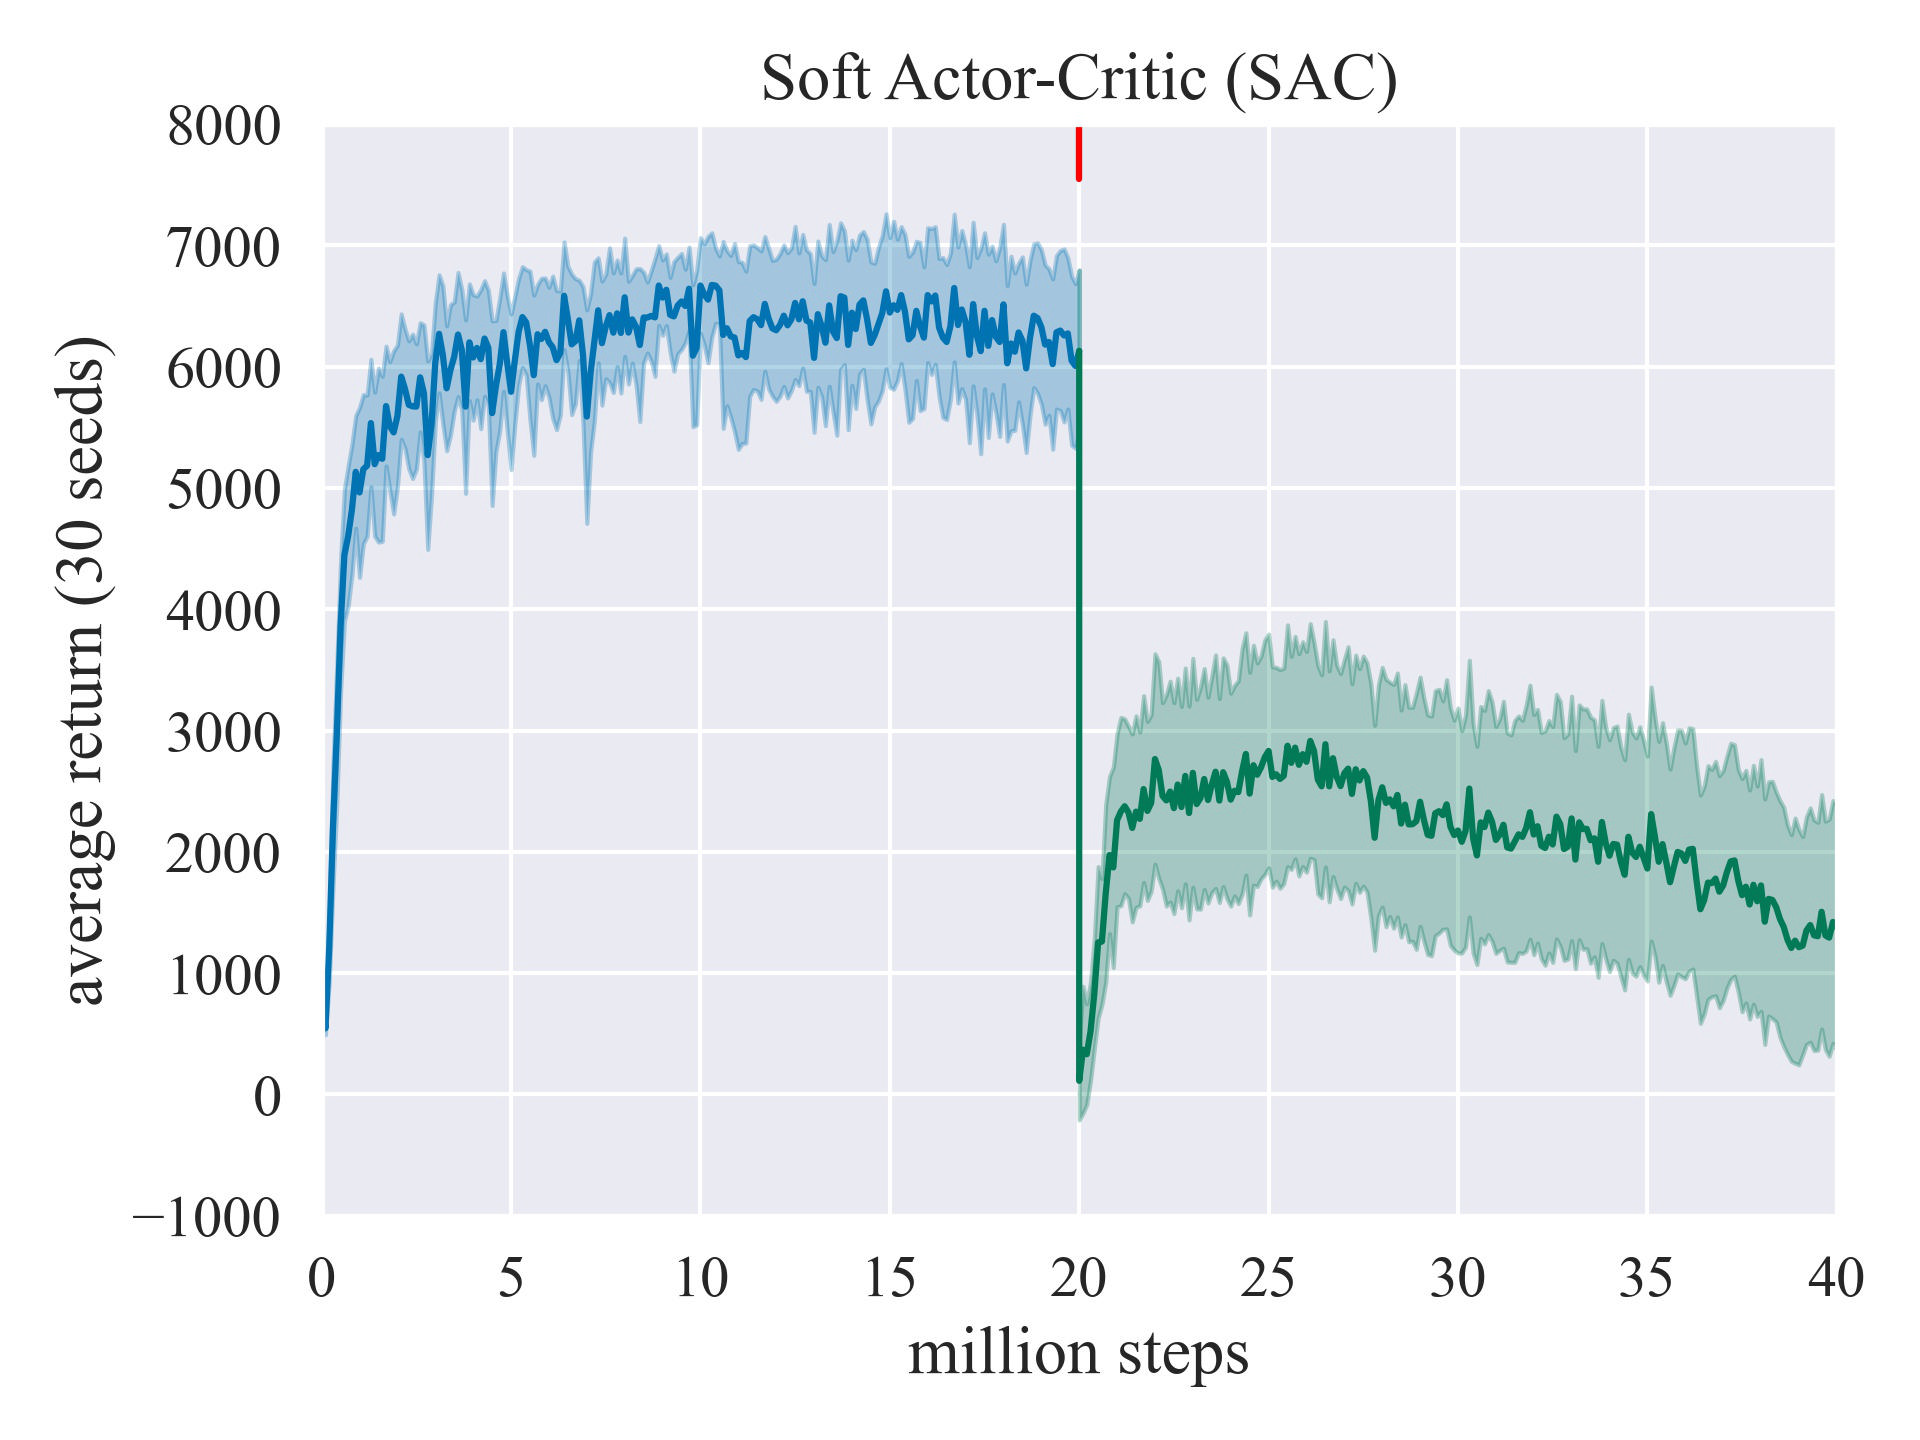 Soft Actor-Critic (SAC)
8000
7000
6000
5000
4000
3000
2000
1000
0
−1000
average return (30 seeds)
0 5 10 15 20 25 30 35 40
million steps